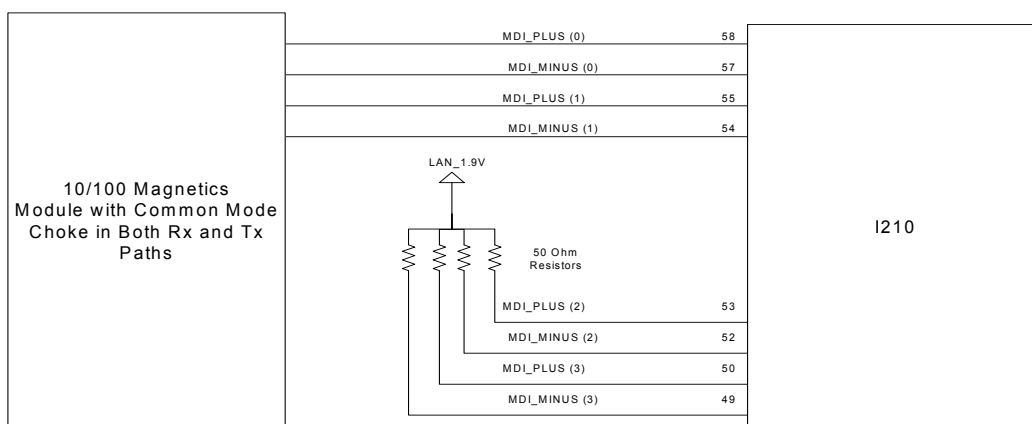 MDI_PLUS (0) 58
MDI_MINUS (0) 57
MDI_PLUS (1) 55
MDI_MINUS (1) 54
LAN_1.9V
10/100 Magnetics
Module with Common Mode
Choke in Both Rx and Tx
Paths
I210
50 Ohm
Resistors
MDI_PLUS (2) 53
MDI_MINUS (2) 52
MDI_PLUS (3) 50
MDI_MINUS (3) 49